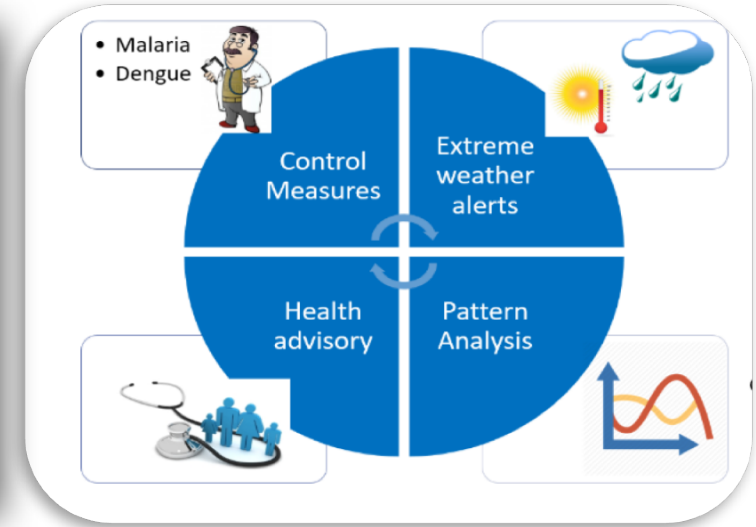 • Malaria
• Dengue
Control
Measures
Extreme
weather
alerts
Health
advisory
Pattern
Analysis